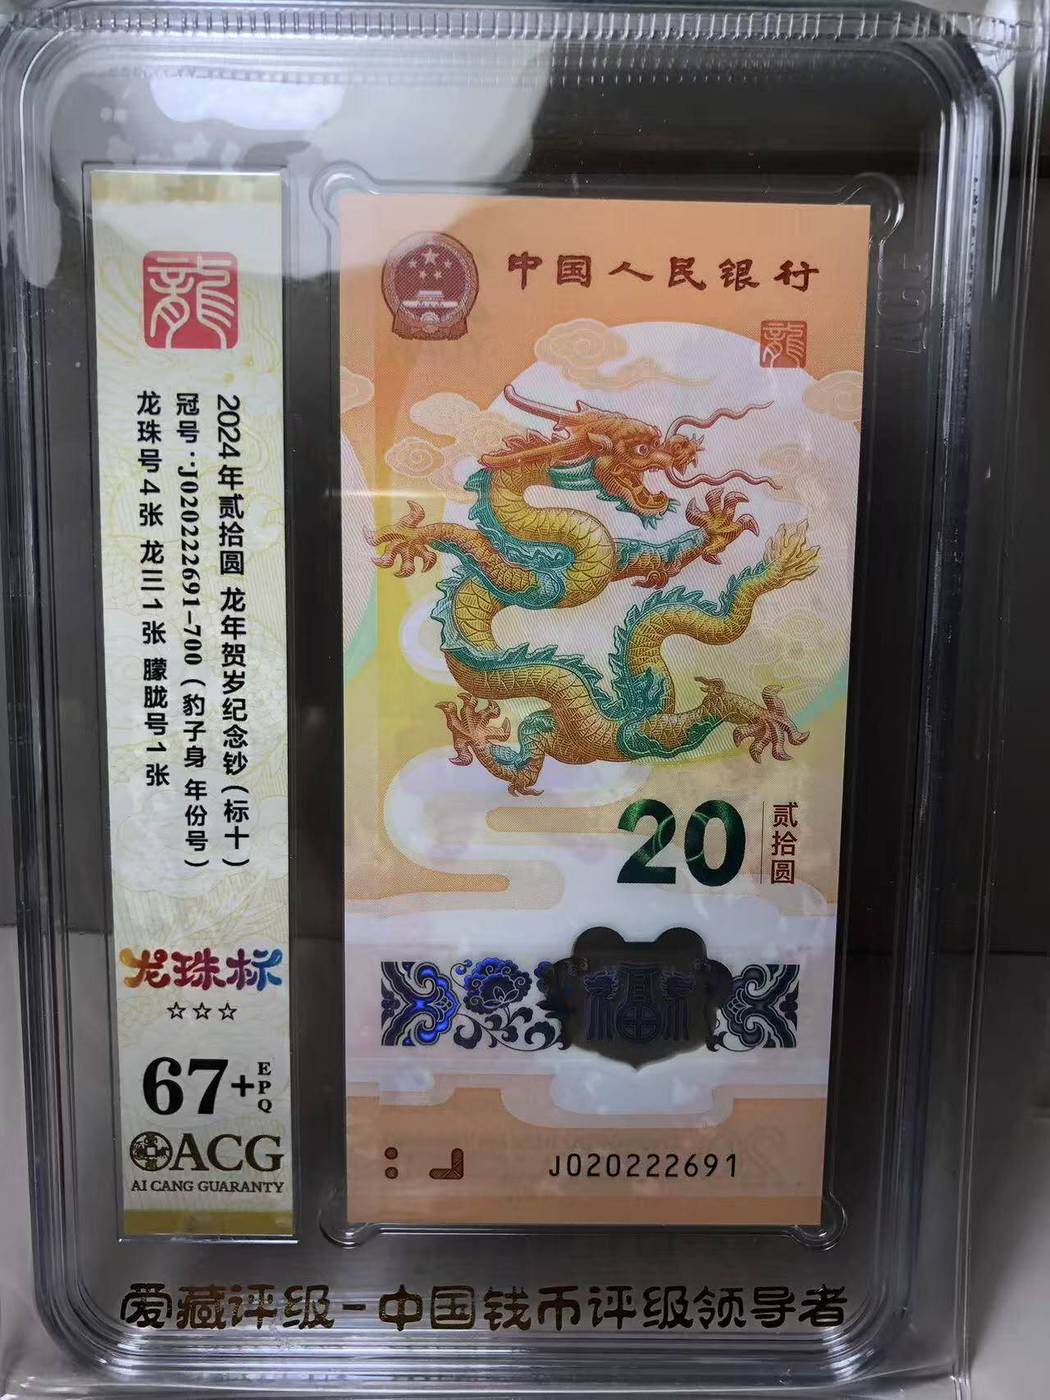 龍
2024年贰拾圆 龙年贺岁纪念钞(标十)
冠号:J020222691-700(豹子身 年份号)
龙珠号4张 龙三1张 朦胧号1张
龙珠标
☆☆☆
67+EPQ
ACG
AI CANG GUARANTY
中国人民银行
龍
20
贰拾圆
福
J020222691
爱藏评级-中国钱币评级领导者